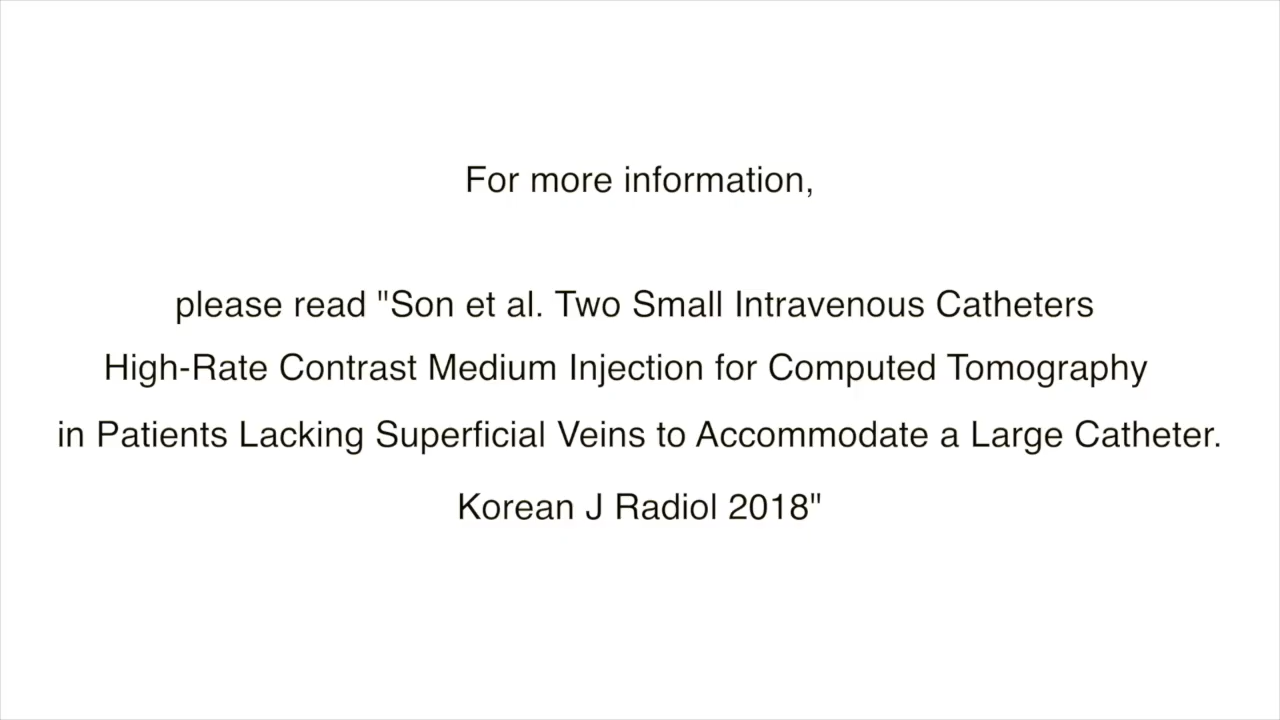 For more information,
please read "Son et al. Two Small Intravenous Catheters
High-Rate Contrast Medium Injection for Computed Tomography
in Patients Lacking Superficial Veins to Accommodate a Large Catheter.
Korean J Radiol 2018"